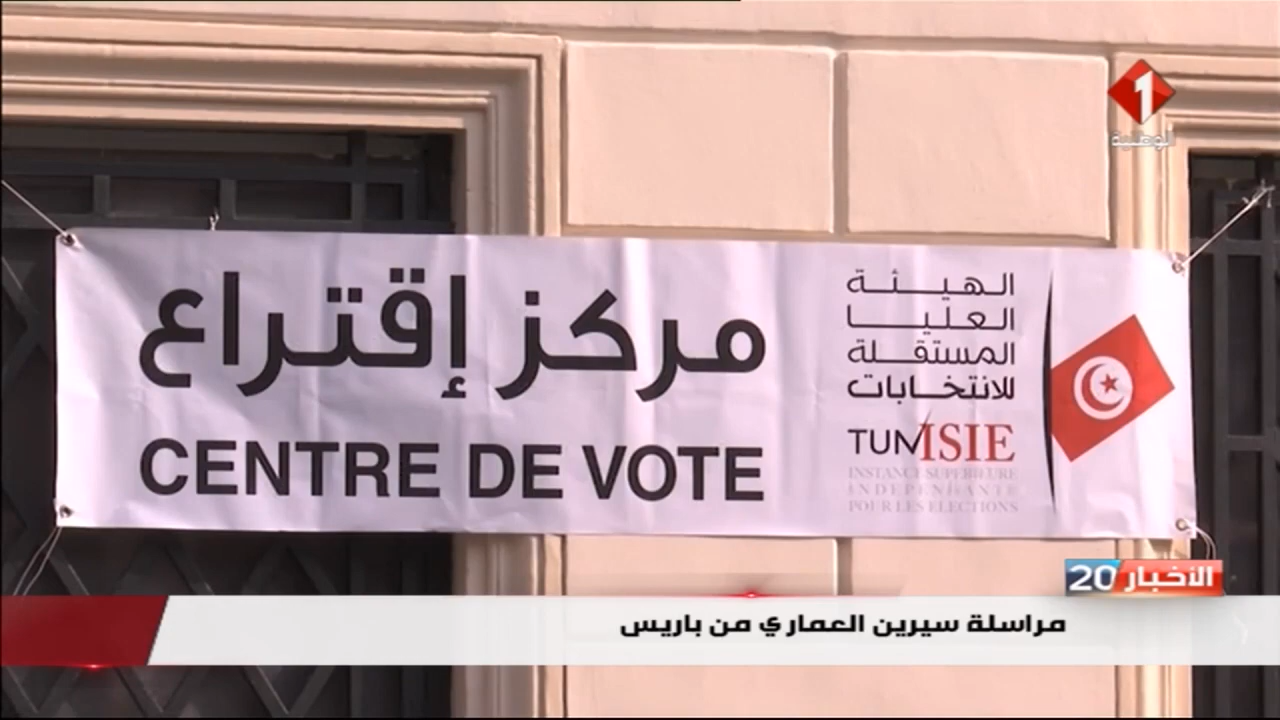 1
الوطنية
مركز إقتراع
CENTRE DE VOTE
الهيئة
العليا
المستقلة
للانتخابات
TUNISIE
INSTANCE SUPERIEURE
INDEPENDANTE
POUR LES ELECTIONS
الأخبار 20
مراسلة سيرين العماري من باريس